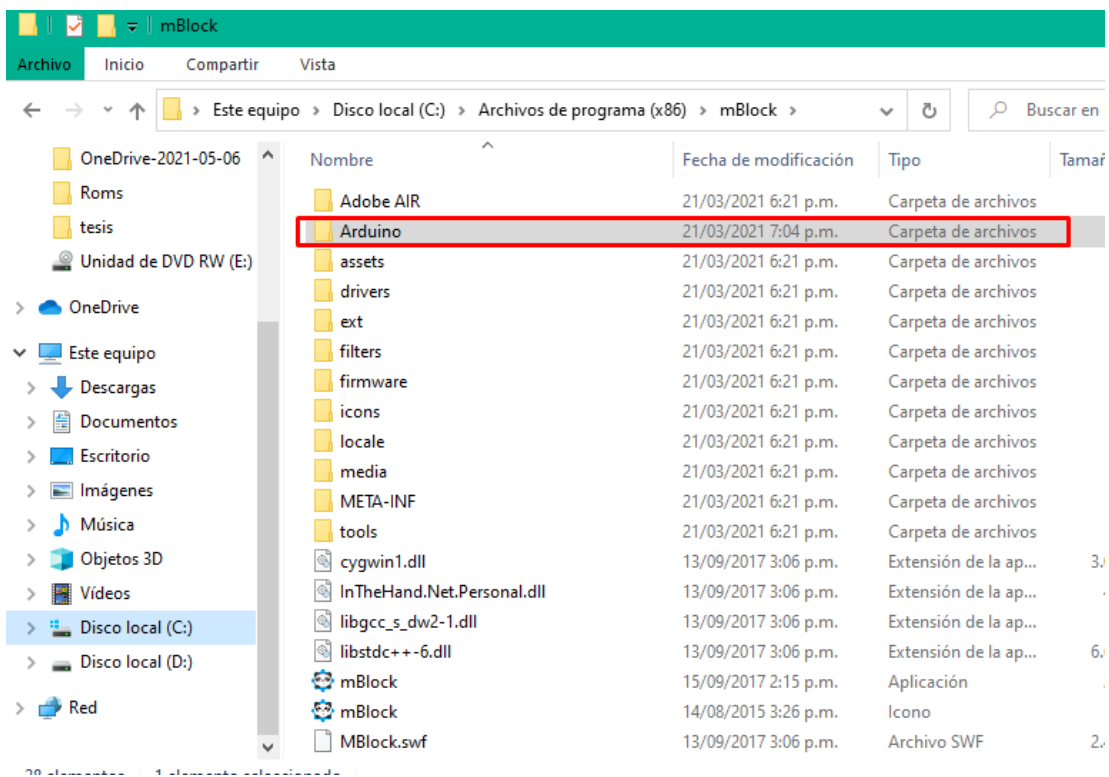 mBlock
Archivo Inicio Compartir Vista
Este equipo > Disco local (C:) > Archivos de programa (x86) > mBlock > Buscar en
OneDrive-2021-05-06
Roms
tesis
Unidad de DVD RW (E:)
OneDrive
Este equipo
Descargas
Documentos
Escritorio
Imágenes
Música
Objetos 3D
Vídeos
Disco local (C:)
Disco local (D:)
Red
Nombre Fecha de modificación Tipo Tamañ
Adobe AIR 21/03/2021 6:21 p.m. Carpeta de archivos
Arduino 21/03/2021 7:04 p.m. Carpeta de archivos
assets 21/03/2021 6:21 p.m. Carpeta de archivos
drivers 21/03/2021 6:21 p.m. Carpeta de archivos
ext 21/03/2021 6:21 p.m. Carpeta de archivos
filters 21/03/2021 6:21 p.m. Carpeta de archivos
firmware 21/03/2021 6:21 p.m. Carpeta de archivos
icons 21/03/2021 6:21 p.m. Carpeta de archivos
locale 21/03/2021 6:21 p.m. Carpeta de archivos
media 21/03/2021 6:21 p.m. Carpeta de archivos
META-INF 21/03/2021 6:21 p.m. Carpeta de archivos
tools 21/03/2021 6:21 p.m. Carpeta de archivos
cygwin1.dll 13/09/2017 3:06 p.m. Extensión de la ap... 3.
InTheHand.Net.Personal.dll 13/09/2017 3:06 p.m. Extensión de la ap...
libgcc_s_dw2-1.dll 13/09/2017 3:06 p.m. Extensión de la ap...
libstdc++-6.dll 13/09/2017 3:06 p.m. Extensión de la ap... 6.
mBlock 15/09/2017 2:15 p.m. Aplicación
mBlock 14/08/2015 3:26 p.m. Icono
MBlock.swf 13/09/2017 3:06 p.m. Archivo SWF 2.
28 elementos 1 elemento seleccionado